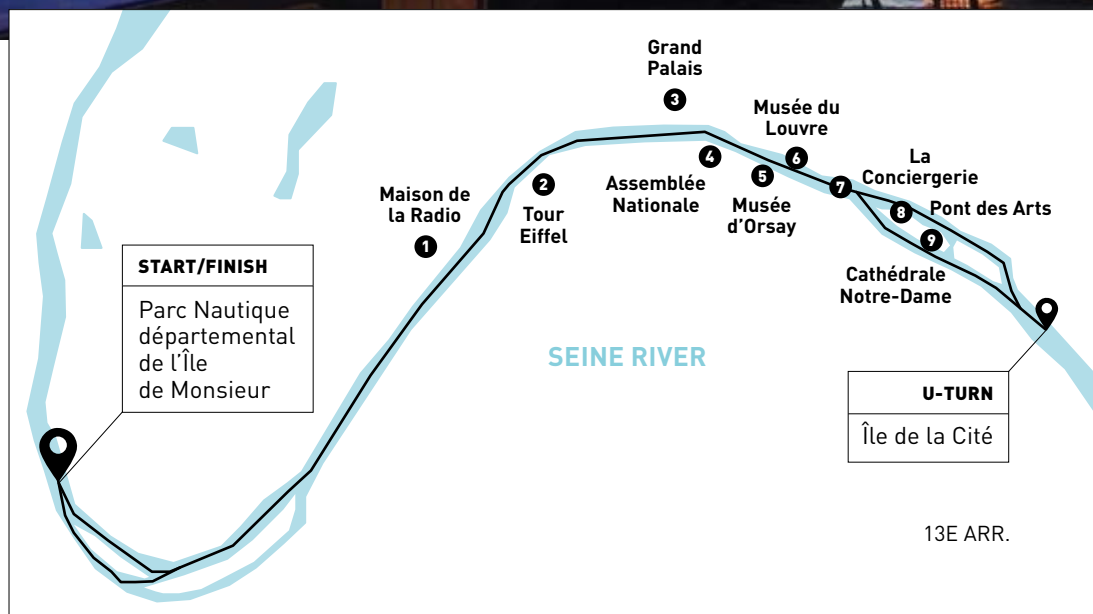 Grand
Palais
3
Musée du
Louvre
6
La
Conciergerie
7
4
5
Assemblée
Nationale
Musée
d'Orsay
8
Pont des Arts
9
Cathédrale
Notre-Dame
Maison de
la Radio
1
2
Tour
Eiffel
START/FINISH
Parc Nautique
départemental
de l'Île
de Monsieur
SEINE RIVER
U-TURN
Île de la Cité
13E ARR.